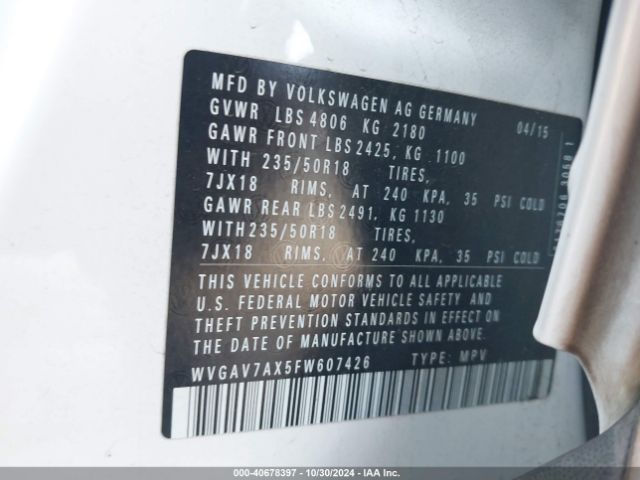 MFD BY VOLKSWAGEN AG GERMANY 04/15
GVWR LBS 4806 KG 2180
GAWR FRONT LBS 2425, KG 1100
WITH 235/50R18 TIRES,
7JX18 RIMS, AT 240 KPA, 35 PSI COLD
GAWR REAR LBS 2491, KG 1130
WITH235/50R18 TIRES,
7JX18 RIMS, AT 240 KPA, 35 PSI COLD
THIS VEHICLE CONFORMS TO ALL APPLICABLE
U.S. FEDERAL MOTOR VEHICLE SAFETY AND
THEFT PREVENTION STANDARDS IN EFFECT ON
THE DATE OF MANUFACTURE SHOWN ABOVE.
WVGAV7AX5FW607426 TYPE: MPV
000-40678397 - 10/30/2024 - IAA Inc.